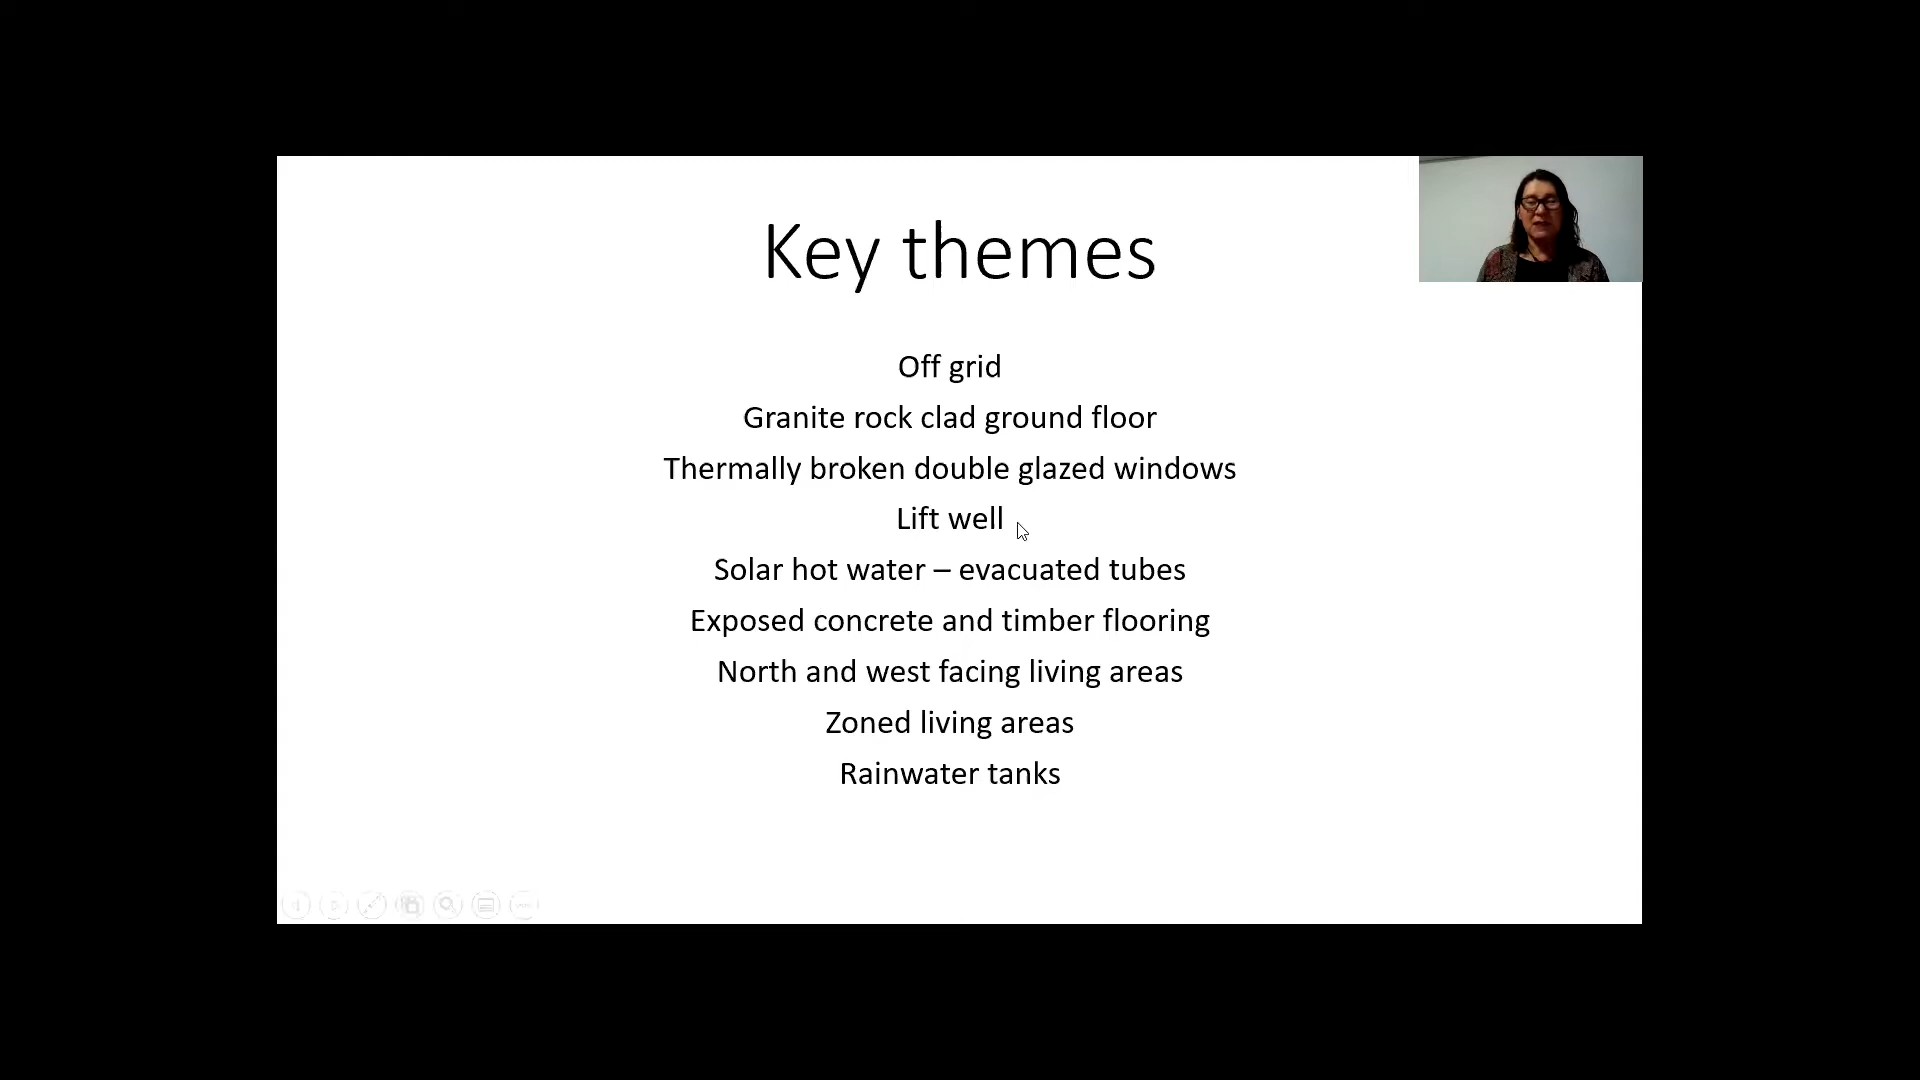 Key themes
Off grid
Granite rock clad ground floor
Thermally broken double glazed windows
Lift well
Solar hot water – evacuated tubes
Exposed concrete and timber flooring
North and west facing living areas
Zoned living areas
Rainwater tanks